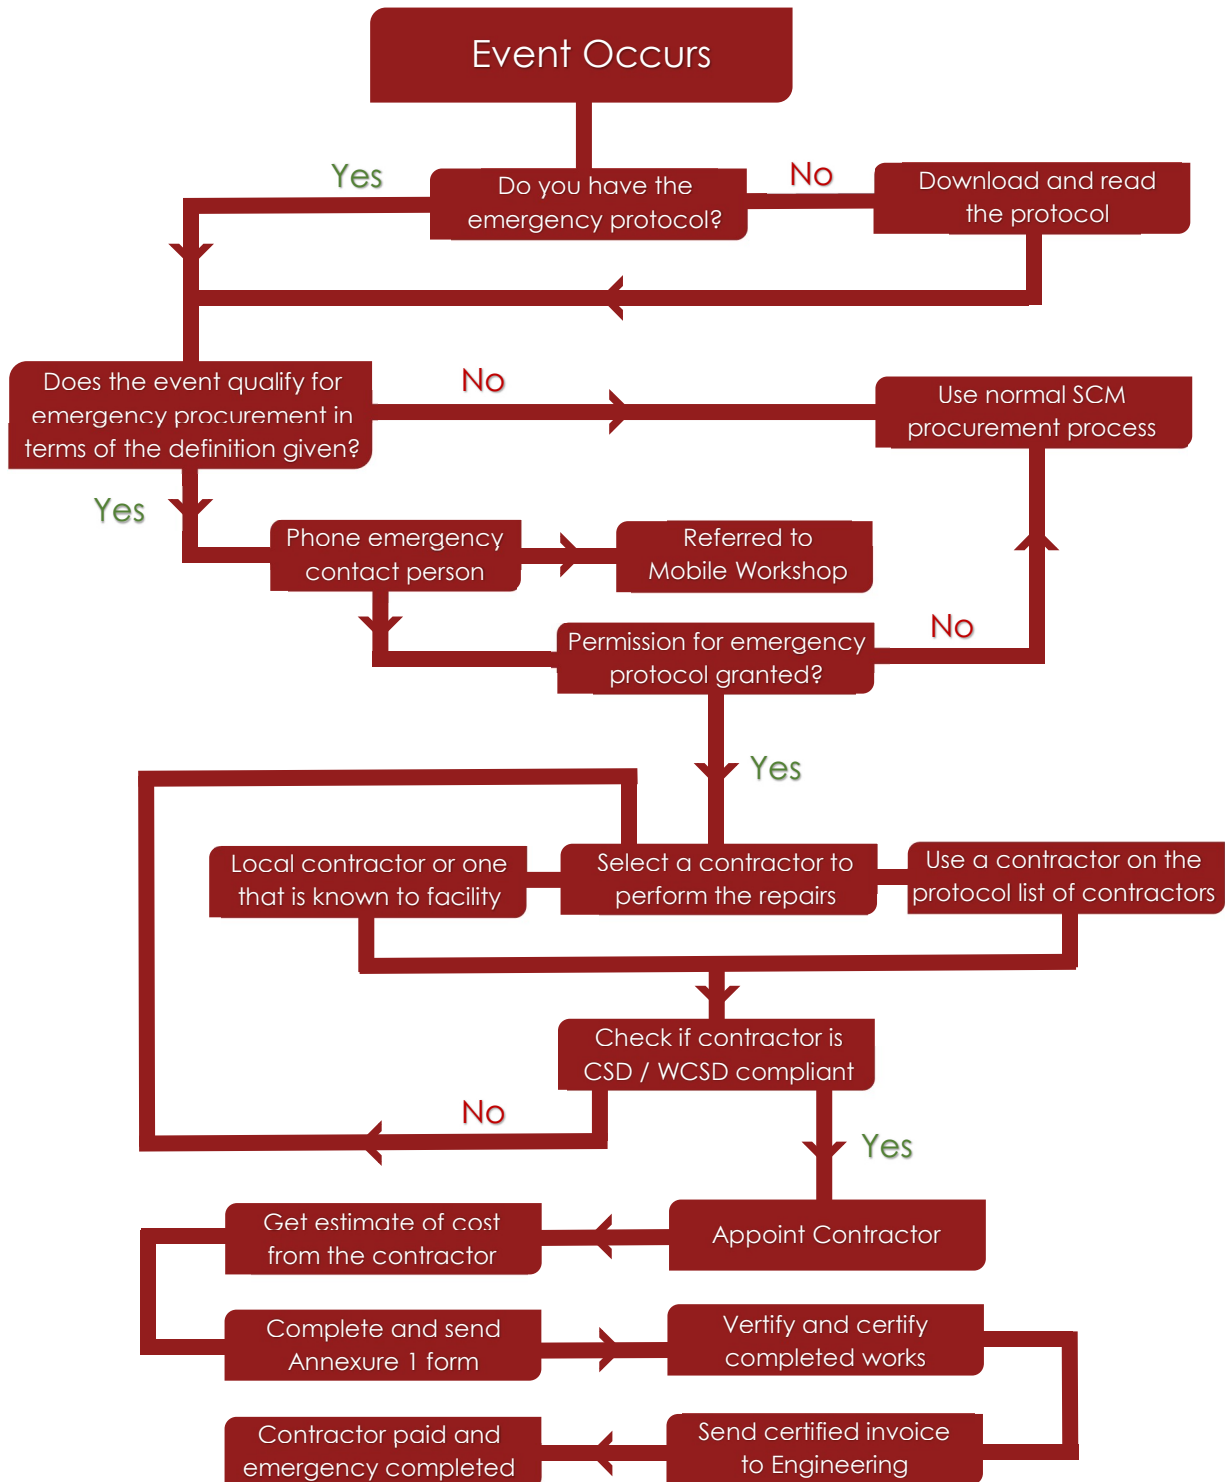 Event Occurs
Yes
Do you have the
emergency protocol?
No
Download and read
the protocol
Does the event qualify for
emergency procurement in
terms of the definition given?
No
Use normal SCM
procurement process
Yes
Phone emergency
contact person
Referred to
Mobile Workshop
Permission for emergency
protocol granted?
No
Yes
Local contractor or one
that is known to facility
Select a contractor to
perform the repairs
Use a contractor on the
protocol list of contractors
Check if contractor is
CSD / WCSD compliant
No
Yes
Get estimate of cost
from the contractor
Appoint Contractor
Complete and send
Annexure 1 form
Vertify and certify
completed works
Contractor paid and
emergency completed
Send certified invoice
to Engineering